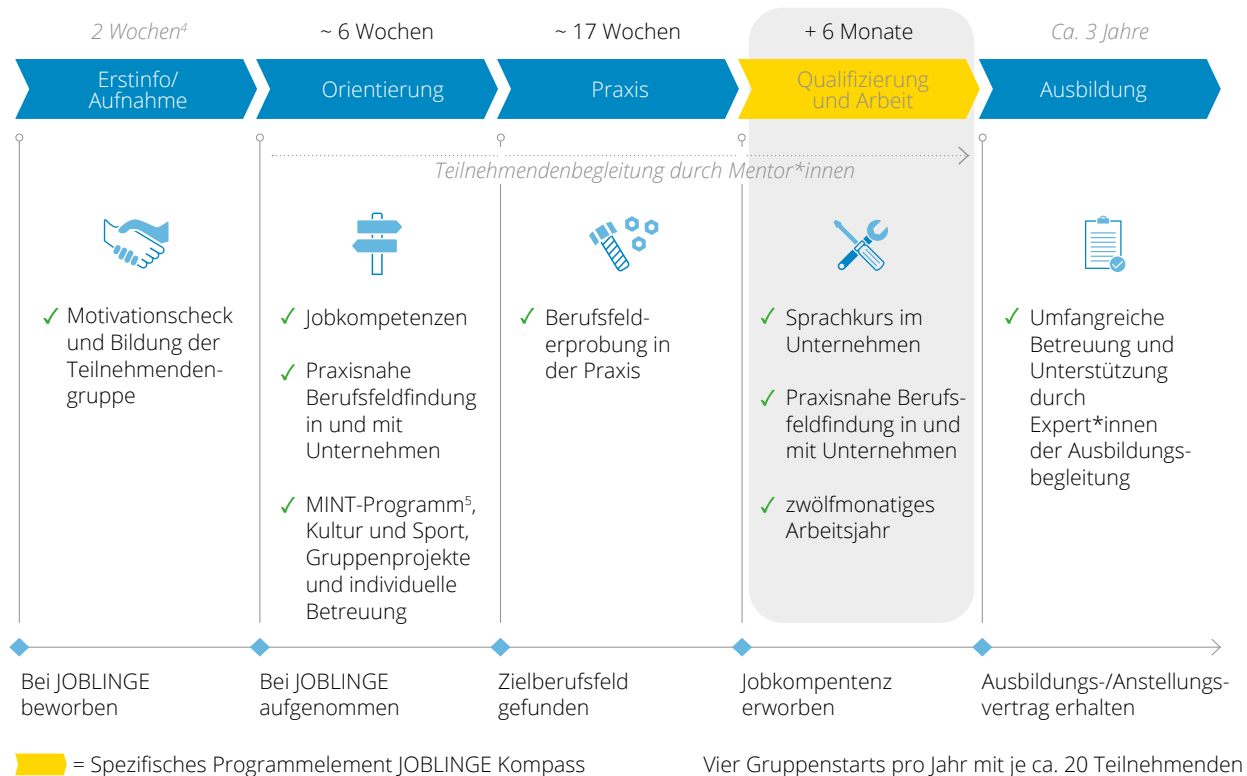 2 Wochen⁴
~ 6 Wochen
~ 17 Wochen
+ 6 Monate
Ca. 3 Jahre
Erstinfo/
Aufnahme
Orientierung
Praxis
Qualifizierung
und Arbeit
Ausbildung
Teilnehmendenbegleitung durch Mentor*innen
✓ Motivationscheck
und Bildung der
Teilnehmenden-
gruppe
✓ Jobkompetenzen
✓ Praxisnahe
Berufsfeldfindung
in und mit
Unternehmen
✓ MINT-Programm⁵,
Kultur und Sport,
Gruppenprojekte
und individuelle
Betreuung
✓ Berufsfeld-
erprobung in
der Praxis
✓ Sprachkurs im
Unternehmen
✓ Praxisnahe Berufs-
feldfindung in und
mit Unternehmen
✓ zwölfmonatiges
Arbeitsjahr
✓ Umfangreiche
Betreuung und
Unterstützung
durch
Expert*innen
der Ausbildungs-
begleitung
Bei JOBLINGE
beworben
Bei JOBLINGE
aufgenommen
Zielberufsfeld
gefunden
Jobkompentenz
erworben
Ausbildungs-/Anstellungs-
vertrag erhalten
= Spezifisches Programmelement JOBLINGE Kompass
Vier Gruppenstarts pro Jahr mit je ca. 20 Teilnehmenden